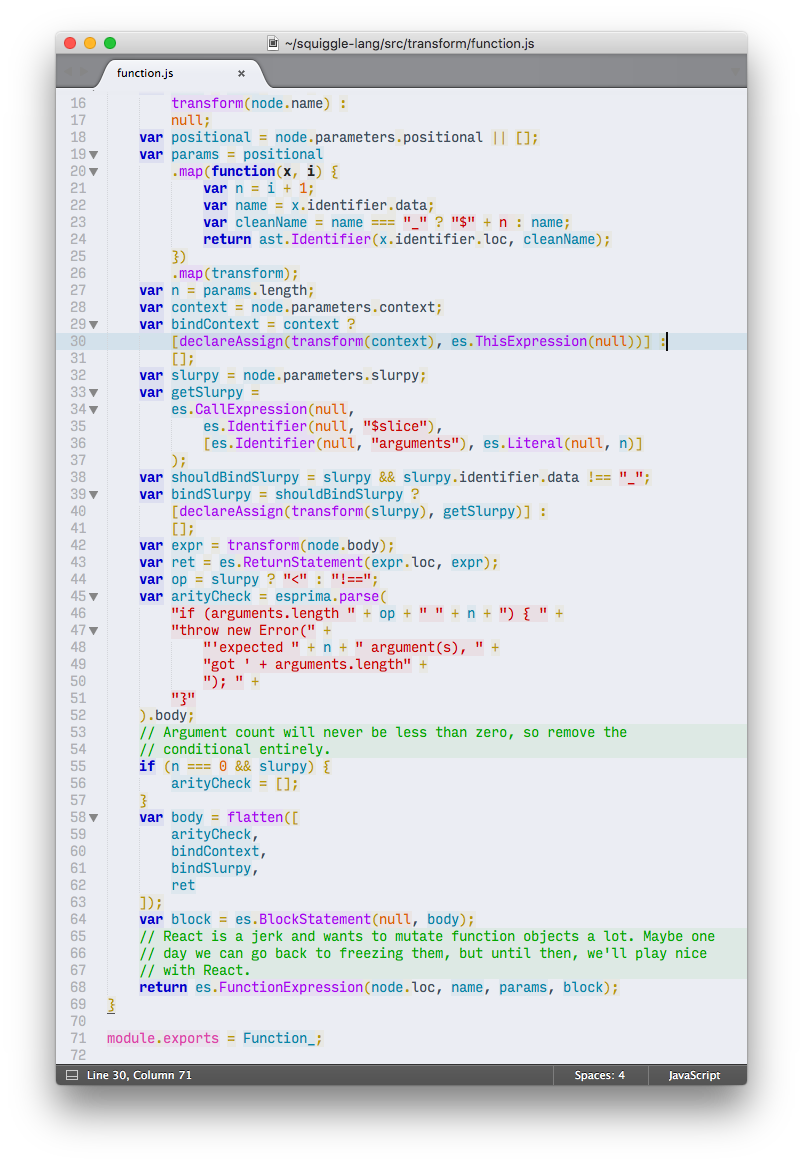 ~/squiggle-lang/src/transform/function.js
function.js ×
16         transform(node.name) :
17         null;
18     var positional = node.parameters.positional || [];
19     var params = positional
20         .map(function(x, i) {
21             var n = i + 1;
22             var name = x.identifier.data;
23             var cleanName = name === "_" ? "$" + n : name;
24             return ast.Identifier(x.identifier.loc, cleanName);
25         })
26         .map(transform);
27     var n = params.length;
28     var context = node.parameters.context;
29     var bindContext = context ?
30         [declareAssign(transform(context), es.ThisExpression(null))] :
31         [];
32     var slurpy = node.parameters.slurpy;
33     var getSlurpy =
34         es.CallExpression(null,
35             es.Identifier(null, "$slice"),
36             [es.Identifier(null, "arguments"), es.Literal(null, n)]
37         );
38     var shouldBindSlurpy = slurpy && slurpy.identifier.data !== "_";
39     var bindSlurpy = shouldBindSlurpy ?
40         [declareAssign(transform(slurpy), getSlurpy)] :
41         [];
42     var expr = transform(node.body);
43     var ret = es.ReturnStatement(expr.loc, expr);
44     var op = slurpy ? "<" : "!==";
45     var arityCheck = esprima.parse(
46         "if (arguments.length " + op + " " + n + ") { " +
47         "throw new Error(" +
48             "'expected " + n + " argument(s), " +
49             "got ' + arguments.length" +
50             "); " +
51         "}"
52     ).body;
53     // Argument count will never be less than zero, so remove the
54     // conditional entirely.
55     if (n === 0 && slurpy) {
56         arityCheck = [];
57     }
58     var body = flatten([
59         arityCheck,
60         bindContext,
61         bindSlurpy,
62         ret
63     ]);
64     var block = es.BlockStatement(null, body);
65     // React is a jerk and wants to mutate function objects a lot. Maybe one
66     // day we can go back to freezing them, but until then, we'll play nice
67     // with React.
68     return es.FunctionExpression(node.loc, name, params, block);
69 }
70
71 module.exports = Function_;
72
Line 30, Column 71 Spaces: 4 JavaScript